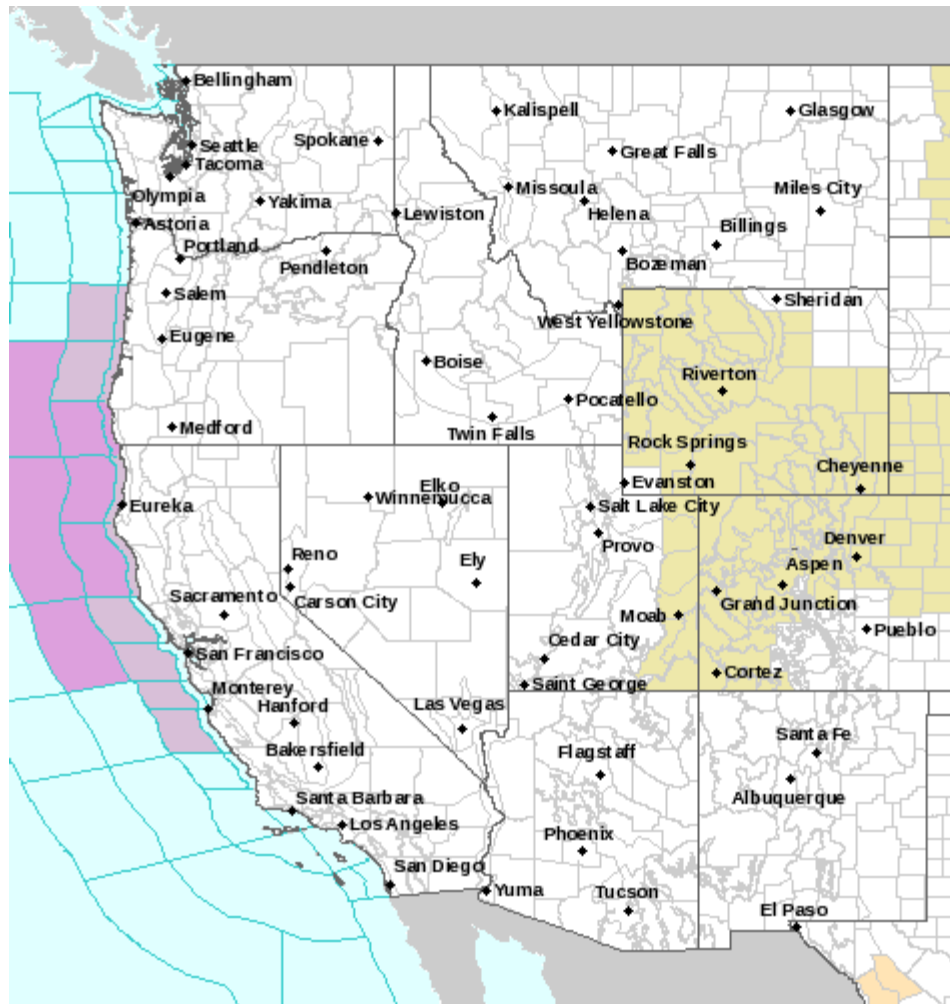 Bellingham
Kalispell
Glasgow
Seattle
Spokane
Great Falls
Tacoma
Olympia
Missoula
Miles City
Yakima
Lewiston
Helena
Astoria
Billings
Portland
Pendleton
Bozeman
Salem
Sheridan
West Yellowstone
Eugene
Boise
Riverton
Pocatello
Medford
Twin Falls
Rock Springs
Cheyenne
Elko
Evanston
Winnemucca
Eureka
Salt Lake City
Provo
Denver
Reno
Ely
Aspen
Sacramento
Carson City
Grand Junction
Moab
Pueblo
Cedar City
San Francisco
Cortez
Saint George
Monterey
Hanford
Las Vegas
Bakersfield
Flagstaff
Santa Fe
Albuquerque
Santa Barbara
Los Angeles
Phoenix
San Diego
Yuma
Tucson
El Paso